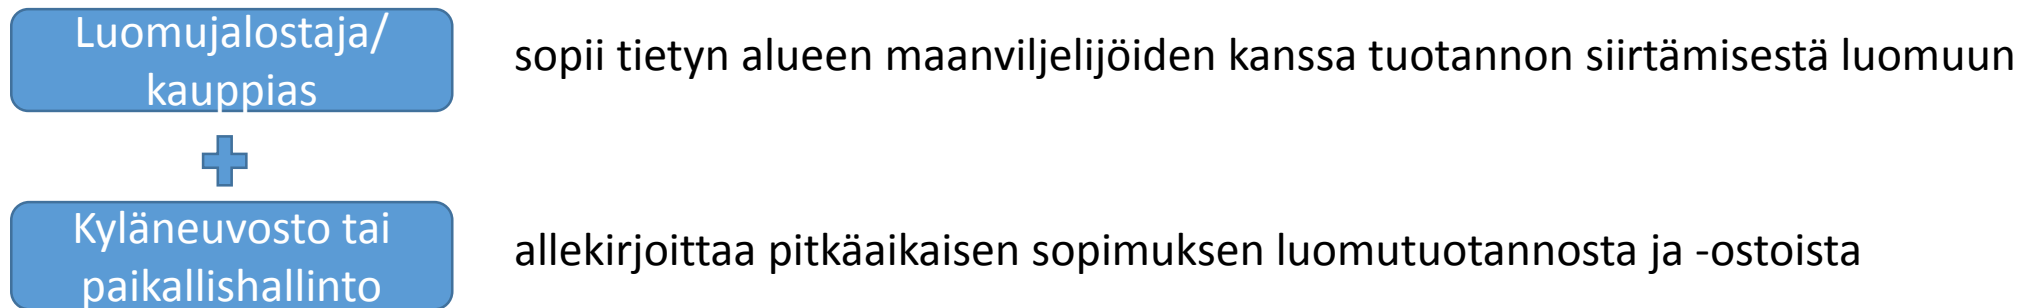 Luomujalostaja/
kauppias
sopii tietyn alueen maanviljelijöiden kanssa tuotannon siirtämisestä luomuun
Kyläneuvosto tai
paikallishallinto
allekirjoittaa pitkäaikaisen sopimuksen luomutuotannosta ja -ostoista